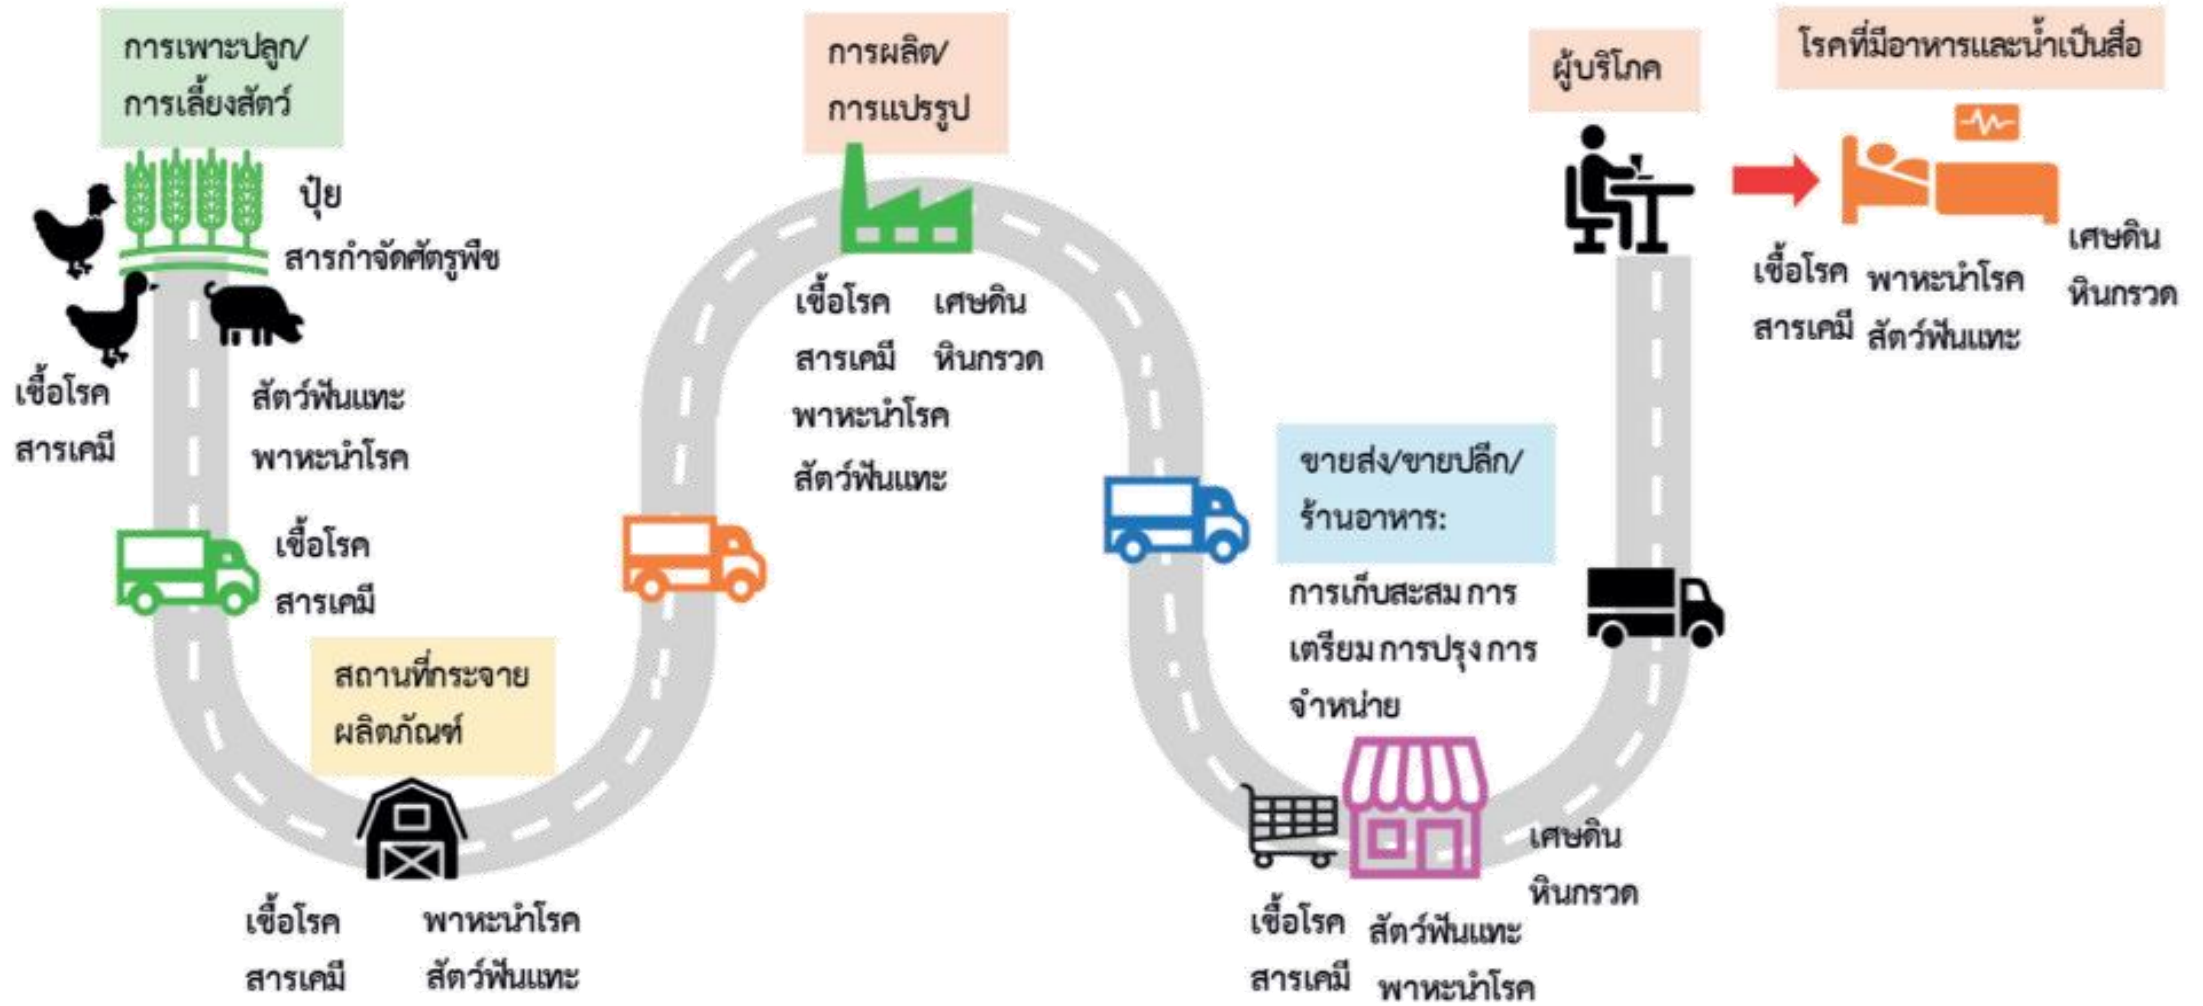 การเพาะปลูก/
การเลี้ยงสัตว์
ปุ๋ย
สารกำจัดศัตรูพืช
เชื้อโรค
สารเคมี
สัตว์ฟันแทะ
พาหะนำโรค
เชื้อโรค
สารเคมี
สถานที่กระจาย
ผลิตภัณฑ์
เชื้อโรค
สารเคมี
พาหะนำโรค
สัตว์ฟันแทะ
การผลิต/
การแปรรูป
เชื้อโรค เศษดิน
สารเคมี หินกรวด
พาหะนำโรค
สัตว์ฟันแทะ
ขายส่ง/ขายปลีก/
ร้านอาหาร:
การเก็บสะสม การ
เตรียม การปรุง การ
จำหน่าย
เชื้อโรค
สารเคมี
สัตว์ฟันแทะ
พาหะนำโรค
เศษดิน
หินกรวด
ผู้บริโภค
โรคที่มีอาหารและน้ำเป็นสื่อ
เชื้อโรค
สารเคมี
พาหะนำโรค
สัตว์ฟันแทะ
เศษดิน
หินกรวด